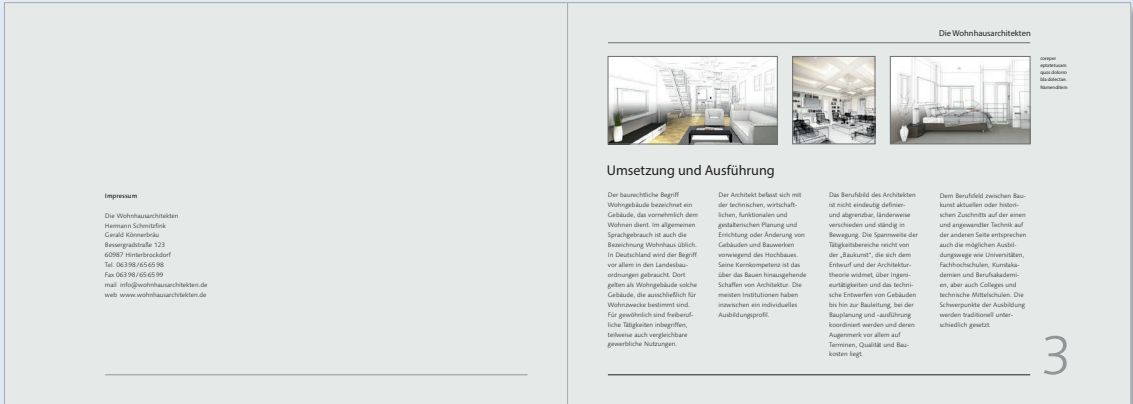 Impressum
Die Wohnhausarchitekten
Hermann Schmitzfink
Gerald Könnerbräu
Bessergradstraße 123
60987 Hinterbrockdorf
Tel. 06398/656598
Fax 06398/656599
mail info@wohnhausarchitekten.de
web www.wohnhausarchitekten.de
Die Wohnhausarchitekten
comper
eptatetusam
quos dolorro
bla dolectae.
Namenditem
Umsetzung und Ausführung
Der baurechtliche Begriff
Wohngebäude bezeichnet ein
Gebäude, das vornehmlich dem
Wohnen dient. Im allgemeinen
Sprachgebrauch ist auch die
Bezeichnung Wohnhaus üblich.
In Deutschland wird der Begriff
vor allem in den Landesbau-
ordnungen gebraucht. Dort
gelten als Wohngebäude solche
Gebäude, die ausschließlich für
Wohnzwecke bestimmt sind.
Für gewöhnlich sind freiberuf-
liche Tätigkeiten inbegriffen,
teilweise auch vergleichbare
gewerbliche Nutzungen.
Der Architekt befasst sich mit
der technischen, wirtschaft-
lichen, funktionalen und
gestalterischen Planung und
Errichtung oder Änderung von
Gebäuden und Bauwerken
vorwiegend des Hochbaues.
Seine Kernkompetenz ist das
über das Bauen hinausgehende
Schaffen von Architektur. Die
meisten Institutionen haben
inzwischen ein individuelles
Ausbildungsprofil.
Das Berufsbild des Architekten
ist nicht eindeutig definier-
und abgrenzbar, länderweise
verschieden und ständig in
Bewegung. Die Spannweite der
Tätigkeitsbereiche reicht von
der „Baukunst“, die sich dem
Entwurf und der Architektur-
theorie widmet, über Ingeni-
eurtätigkeiten und das techni-
sche Entwerfen von Gebäuden
bis hin zur Bauleitung, bei der
Bauplanung und -ausführung
koordiniert werden und deren
Augenmerk vor allem auf
Terminen, Qualität und Bau-
kosten liegt.
Dem Berufsfeld zwischen Bau-
kunst aktuellen oder histori-
schen Zuschnitts auf der einen
und angewandter Technik auf
der anderen Seite entsprechen
auch die möglichen Ausbil-
dungswege wie Universitäten,
Fachhochschulen, Kunstaka-
demien und Berufsakademi-
en, aber auch Colleges und
technische Mittelschulen. Die
Schwerpunkte der Ausbildung
werden traditionell unter-
schiedlich gesetzt.
3